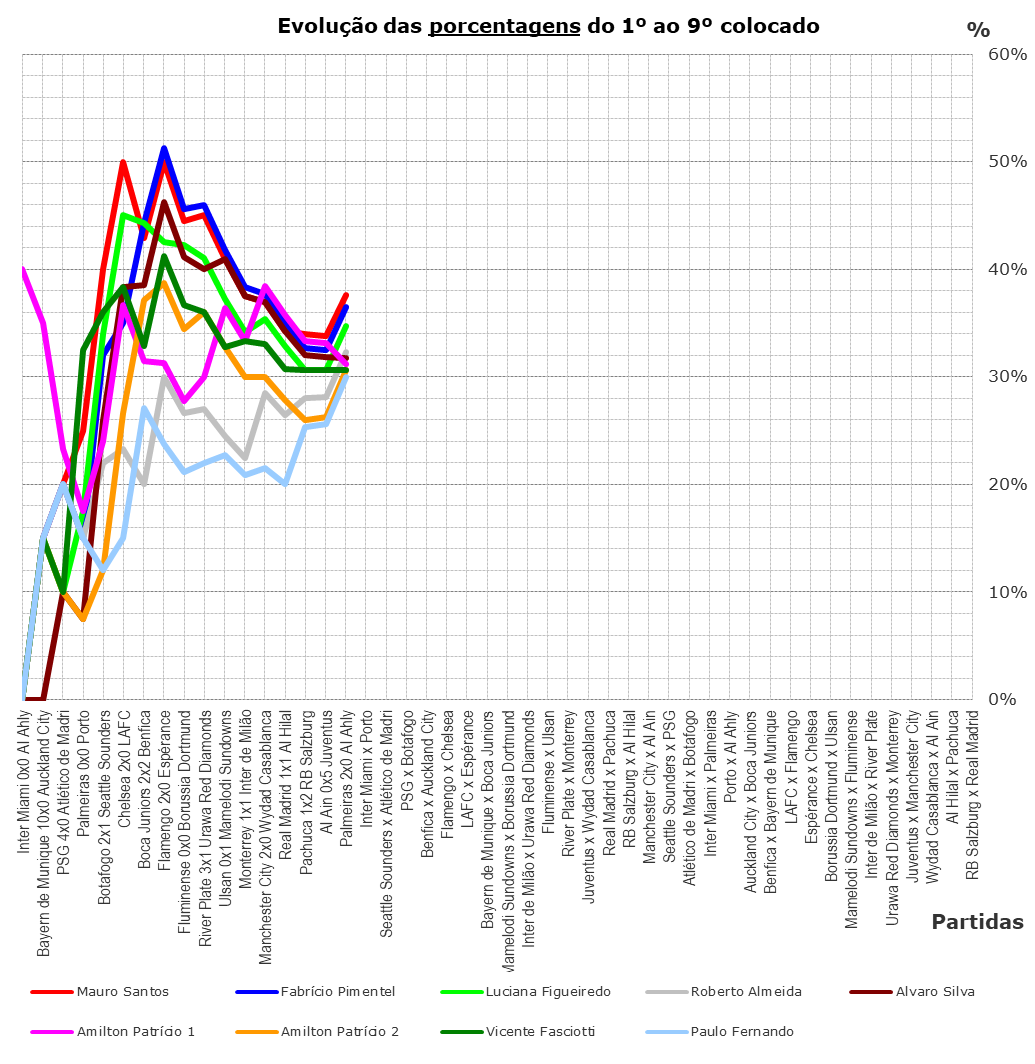 Evolução das porcentagens do 1º ao 9º colocado
%
60%
50%
40%
30%
20%
10%
0%
Inter Miami 0x0 Al Ahly
Bayern de Munique 10x0 Auckland City
PSG 4x0 Atlético de Madri
Palmeiras 0x0 Porto
Botafogo 2x1 Seattle Sounders
Chelsea 2x0 LAFC
Boca Juniors 2x2 Benfica
Flamengo 2x0 Espérance
Fluminense 0x0 Borussia Dortmund
River Plate 3x1 Urawa Red Diamonds
Ulsan 0x1 Mamelodi Sundowns
Monterrey 1x1 Inter de Milão
Manchester City 2x0 Wydad Casablanca
Real Madrid 1x1 Al Hilal
Pachuca 1x2 RB Salzburg
Al Ain 0x5 Juventus
Palmeiras 2x0 Al Ahly
Inter Miami x Porto
Seattle Sounders x Atlético de Madri
PSG x Botafogo
Benfica x Auckland City
Flamengo x Chelsea
LAFC x Espérance
Bayern de Munique x Boca Juniors
Mamelodi Sundowns x Borussia Dortmund
Inter de Milão x Urawa Red Diamonds
Fluminense x Ulsan
River Plate x Monterrey
Juventus x Wydad Casablanca
Real Madrid x Pachuca
RB Salzburg x Al Hilal
Manchester City x Al Ain
Seattle Sounders x PSG
Atlético de Madri x Botafogo
Inter Miami x Palmeiras
Porto x Al Ahly
Auckland City x Boca Juniors
Benfica x Bayern de Munique
LAFC x Flamengo
Espérance x Chelsea
Borussia Dortmund x Ulsan
Mamelodi Sundowns x Fluminense
Inter de Milão x River Plate
Urawa Red Diamonds x Monterrey
Juventus x Manchester City
Wydad Casablanca x Al Ain
Al Hilal x Pachuca
RB Salzburg x Real Madrid
Partidas
Mauro Santos
Fabrício Pimentel
Luciana Figueiredo
Roberto Almeida
Alvaro Silva
Amilton Patrício 1
Amilton Patrício 2
Vicente Fasciotti
Paulo Fernando